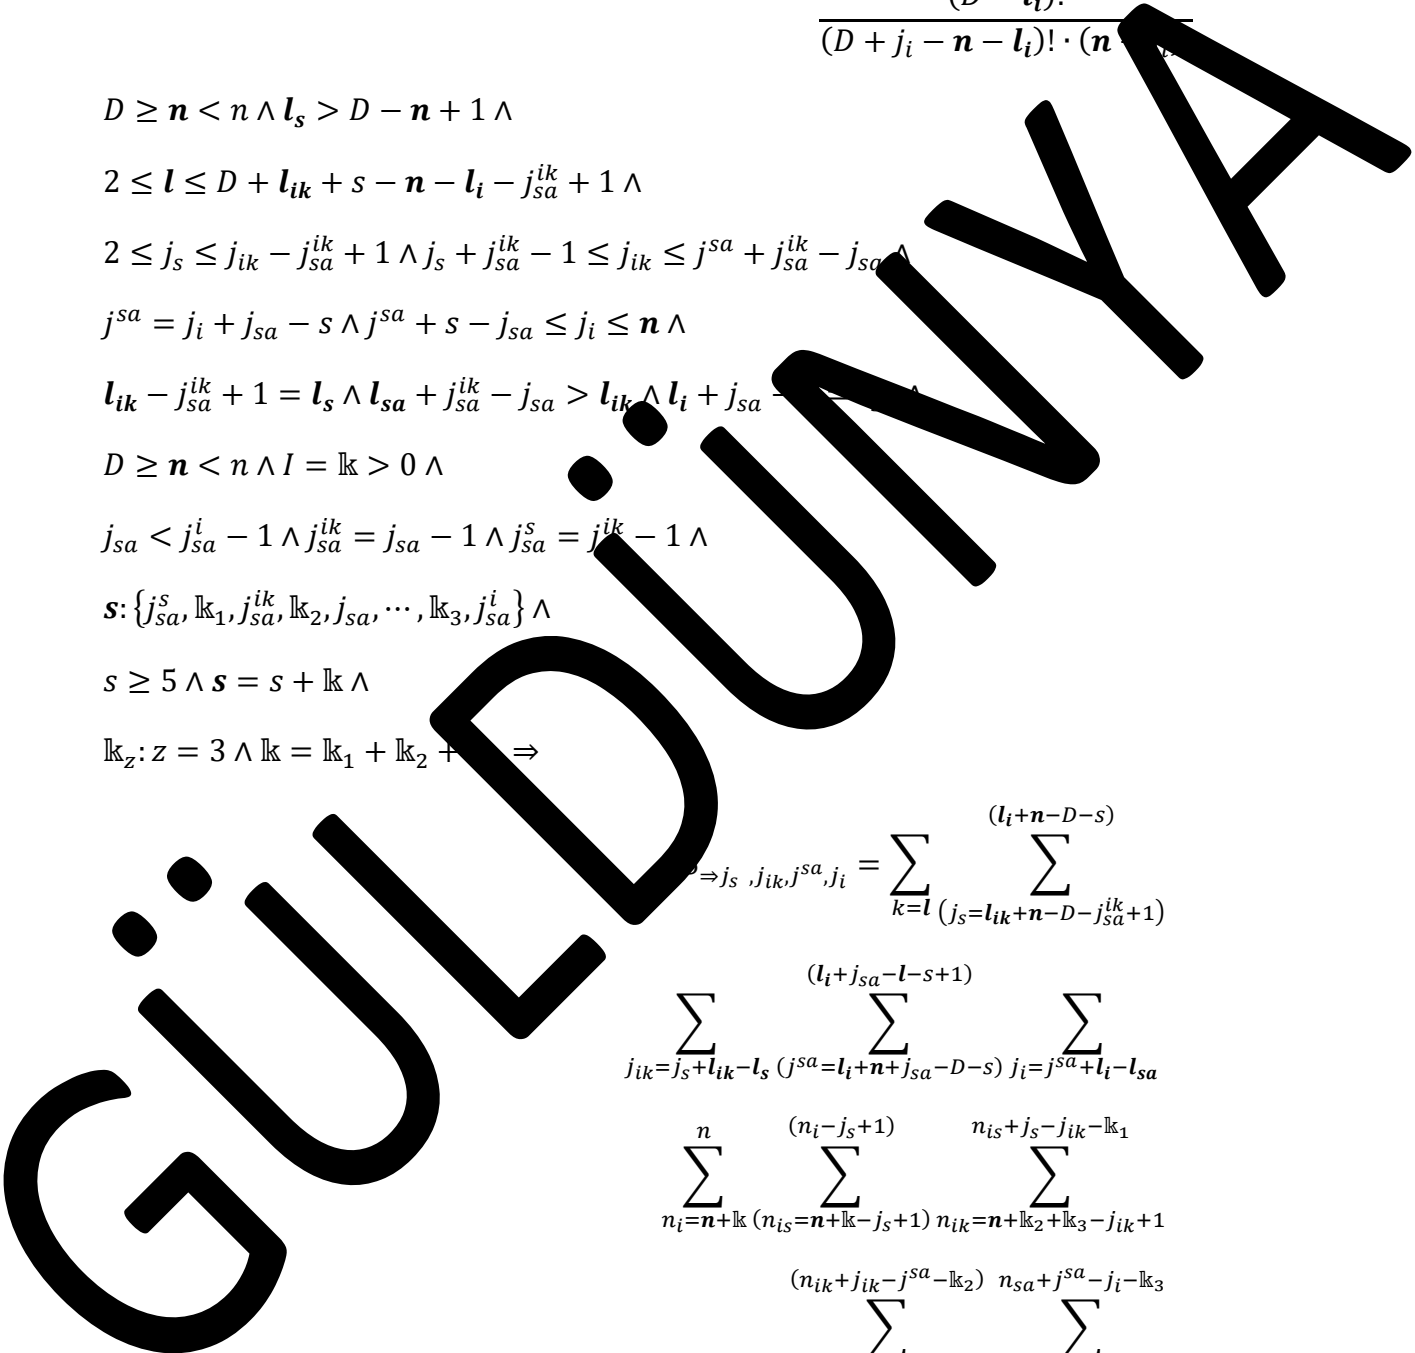 (D + j_i − n − l_i)! · (n
D ≥ n < n ∧ l_s > D − n + 1 ∧
2 ≤ l ≤ D + l_ik + s − n − l_i − j_sa^ik + 1 ∧
2 ≤ j_s ≤ j_ik − j_sa^ik + 1 ∧ j_s + j_sa^ik − 1 ≤ j_ik ≤ j^sa + j_sa^ik − j_sa ∧
j^sa = j_i + j_sa − s ∧ j^sa + s − j_sa ≤ j_i ≤ n ∧
l_ik − j_sa^ik + 1 = l_s ∧ l_sa + j_sa^ik − j_sa > l_ik ∧ l_i + j_sa −
D ≥ n < n ∧ I = 𝕜 > 0 ∧
j_sa < j_sa^i − 1 ∧ j_sa^ik = j_sa − 1 ∧ j_sa^s = j^ik − 1 ∧
s: {j_sa^s, 𝕜_1, j_sa^ik, 𝕜_2, j_sa, ⋯ , 𝕜_3, j_sa^i} ∧
s ≥ 5 ∧ s = s + 𝕜 ∧
𝕜_z: z = 3 ∧ 𝕜 = 𝕜_1 + 𝕜_2 + ⇒
(l_i+n−D−s)
⇒j_s ,j_ik,j^sa,j_i = ∑ ∑
k=l (j_s=l_ik+n−D−j_sa^ik+1)
(l_i+j_sa−l−s+1)
∑ ∑ ∑
j_ik=j_s+l_ik−l_s (j^sa=l_i+n+j_sa−D−s) j_i=j^sa+l_i−l_sa
n (n_i−j_s+1) n_is+j_s−j_ik−𝕜_1
∑ ∑ ∑
n_i=n+𝕜 (n_is=n+𝕜−j_s+1) n_ik=n+𝕜_2+𝕜_3−j_ik+1
(n_ik+j_ik−j^sa−𝕜_2) n_sa+j^sa−j_i−𝕜_3
∑ ∑
GÜLDÜNYA